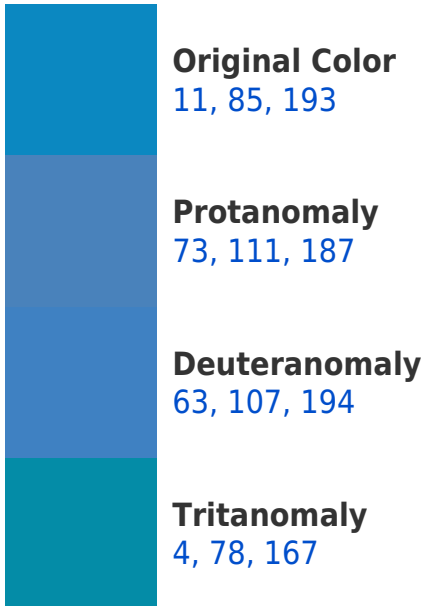 Original Color
11, 85, 193
Protanomaly
73, 111, 187
Deuteranomaly
63, 107, 194
Tritanomaly
4, 78, 167